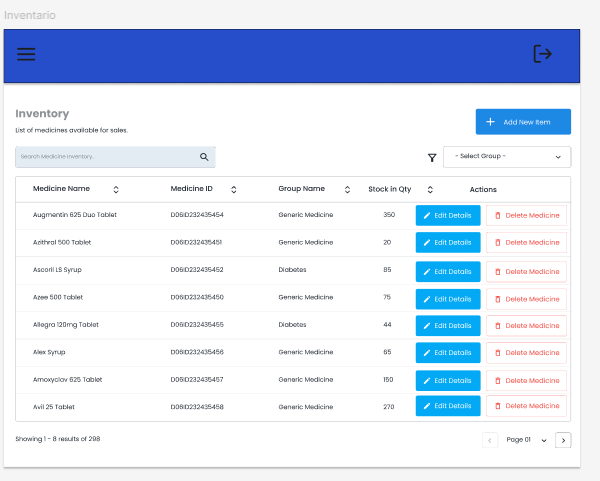 Inventario
Inventory
List of medicines available for sales.
Add New Item
Search Medicine Inventory..
- Select Group -
Medicine Name Medicine ID Group Name Stock in Qty Actions
Augmentin 625 Duo Tablet D06ID232435454 Generic Medicine 350 Edit Details Delete Medicine
Azithral 500 Tablet D06ID232435451 Generic Medicine 20 Edit Details Delete Medicine
Ascoril LS Syrup D06ID232435452 Diabetes 85 Edit Details Delete Medicine
Azee 500 Tablet D06ID232435450 Generic Medicine 75 Edit Details Delete Medicine
Allegra 120mg Tablet D06ID232435455 Diabetes 44 Edit Details Delete Medicine
Alex Syrup D06ID232435456 Generic Medicine 65 Edit Details Delete Medicine
Amoxyclav 625 Tablet D06ID232435457 Generic Medicine 150 Edit Details Delete Medicine
Avil 25 Tablet D06ID232435458 Generic Medicine 270 Edit Details Delete Medicine
Showing 1 - 8 results of 298
Page 01